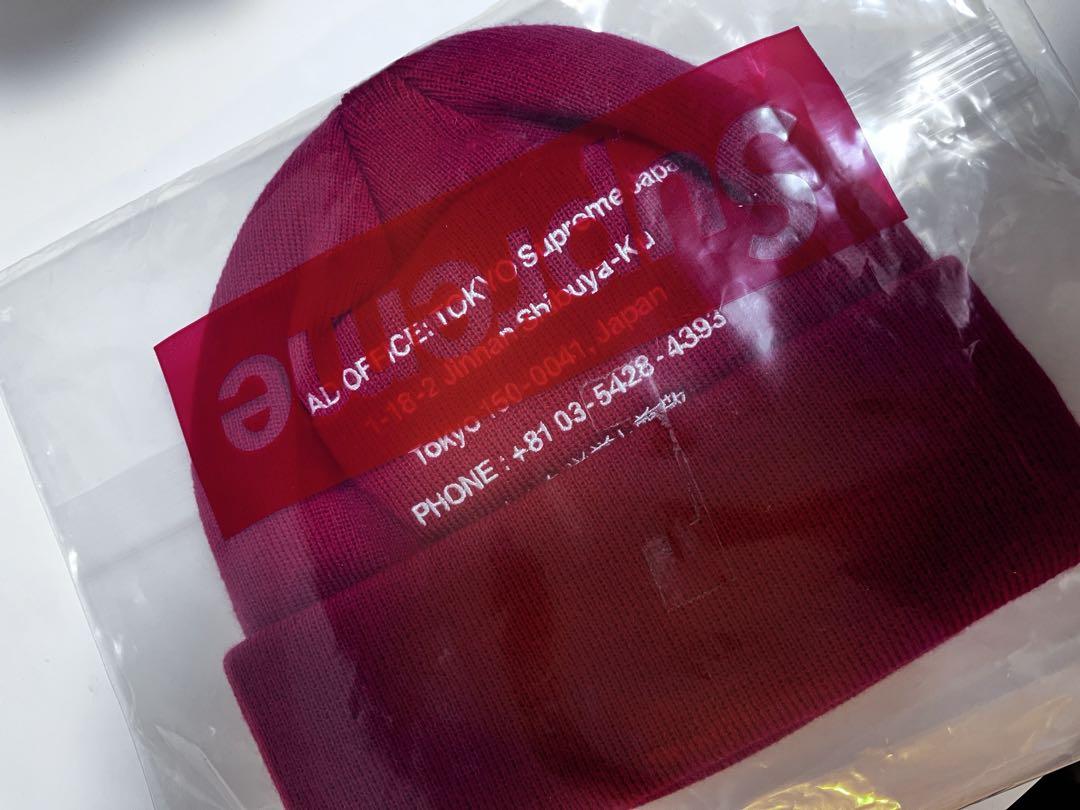 Supreme
AD OFFICE: TOKYO Supreme Japan
1-18-2 Jinnan Shibuya-Ku
Tokyo 150-0041, Japan
PHONE : +81 03-5428-4393